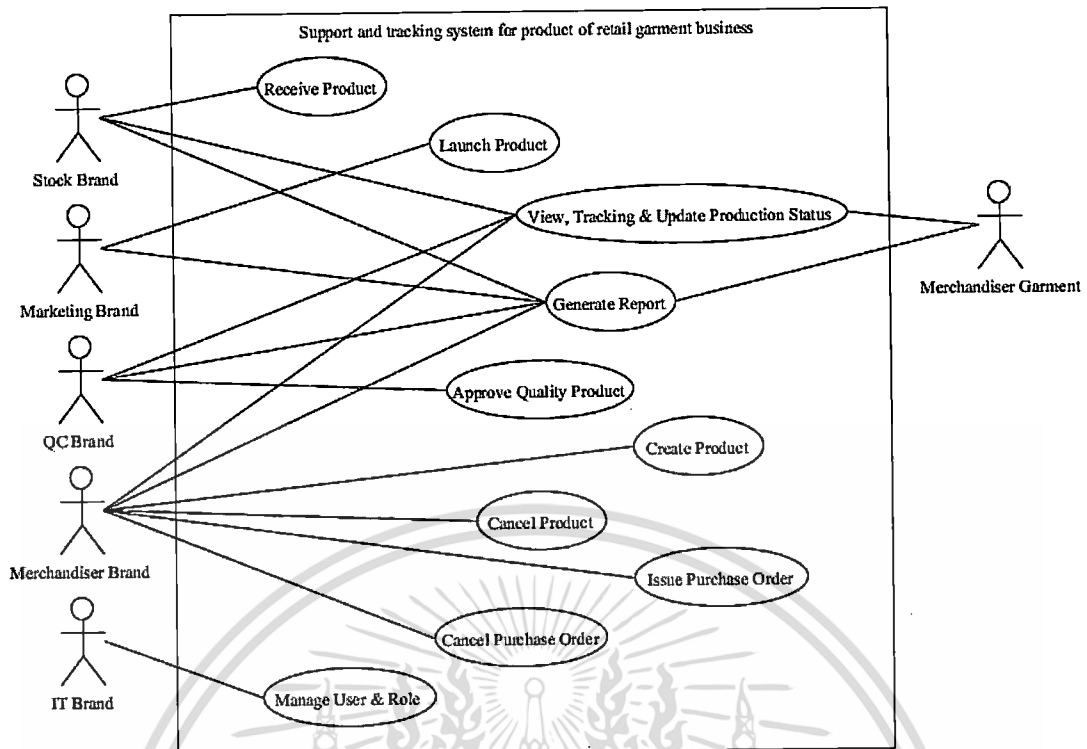 Support and tracking system for product of retail garment business
Receive Product
Launch Product
Stock Brand
View, Tracking & Update Production Status
Marketing Brand
Generate Report
Merchandiser Garment
Approve Quality Product
QC Brand
Create Product
Cancel Product
Merchandiser Brand
Issue Purchase Order
Cancel Purchase Order
IT Brand
Manage User & Role